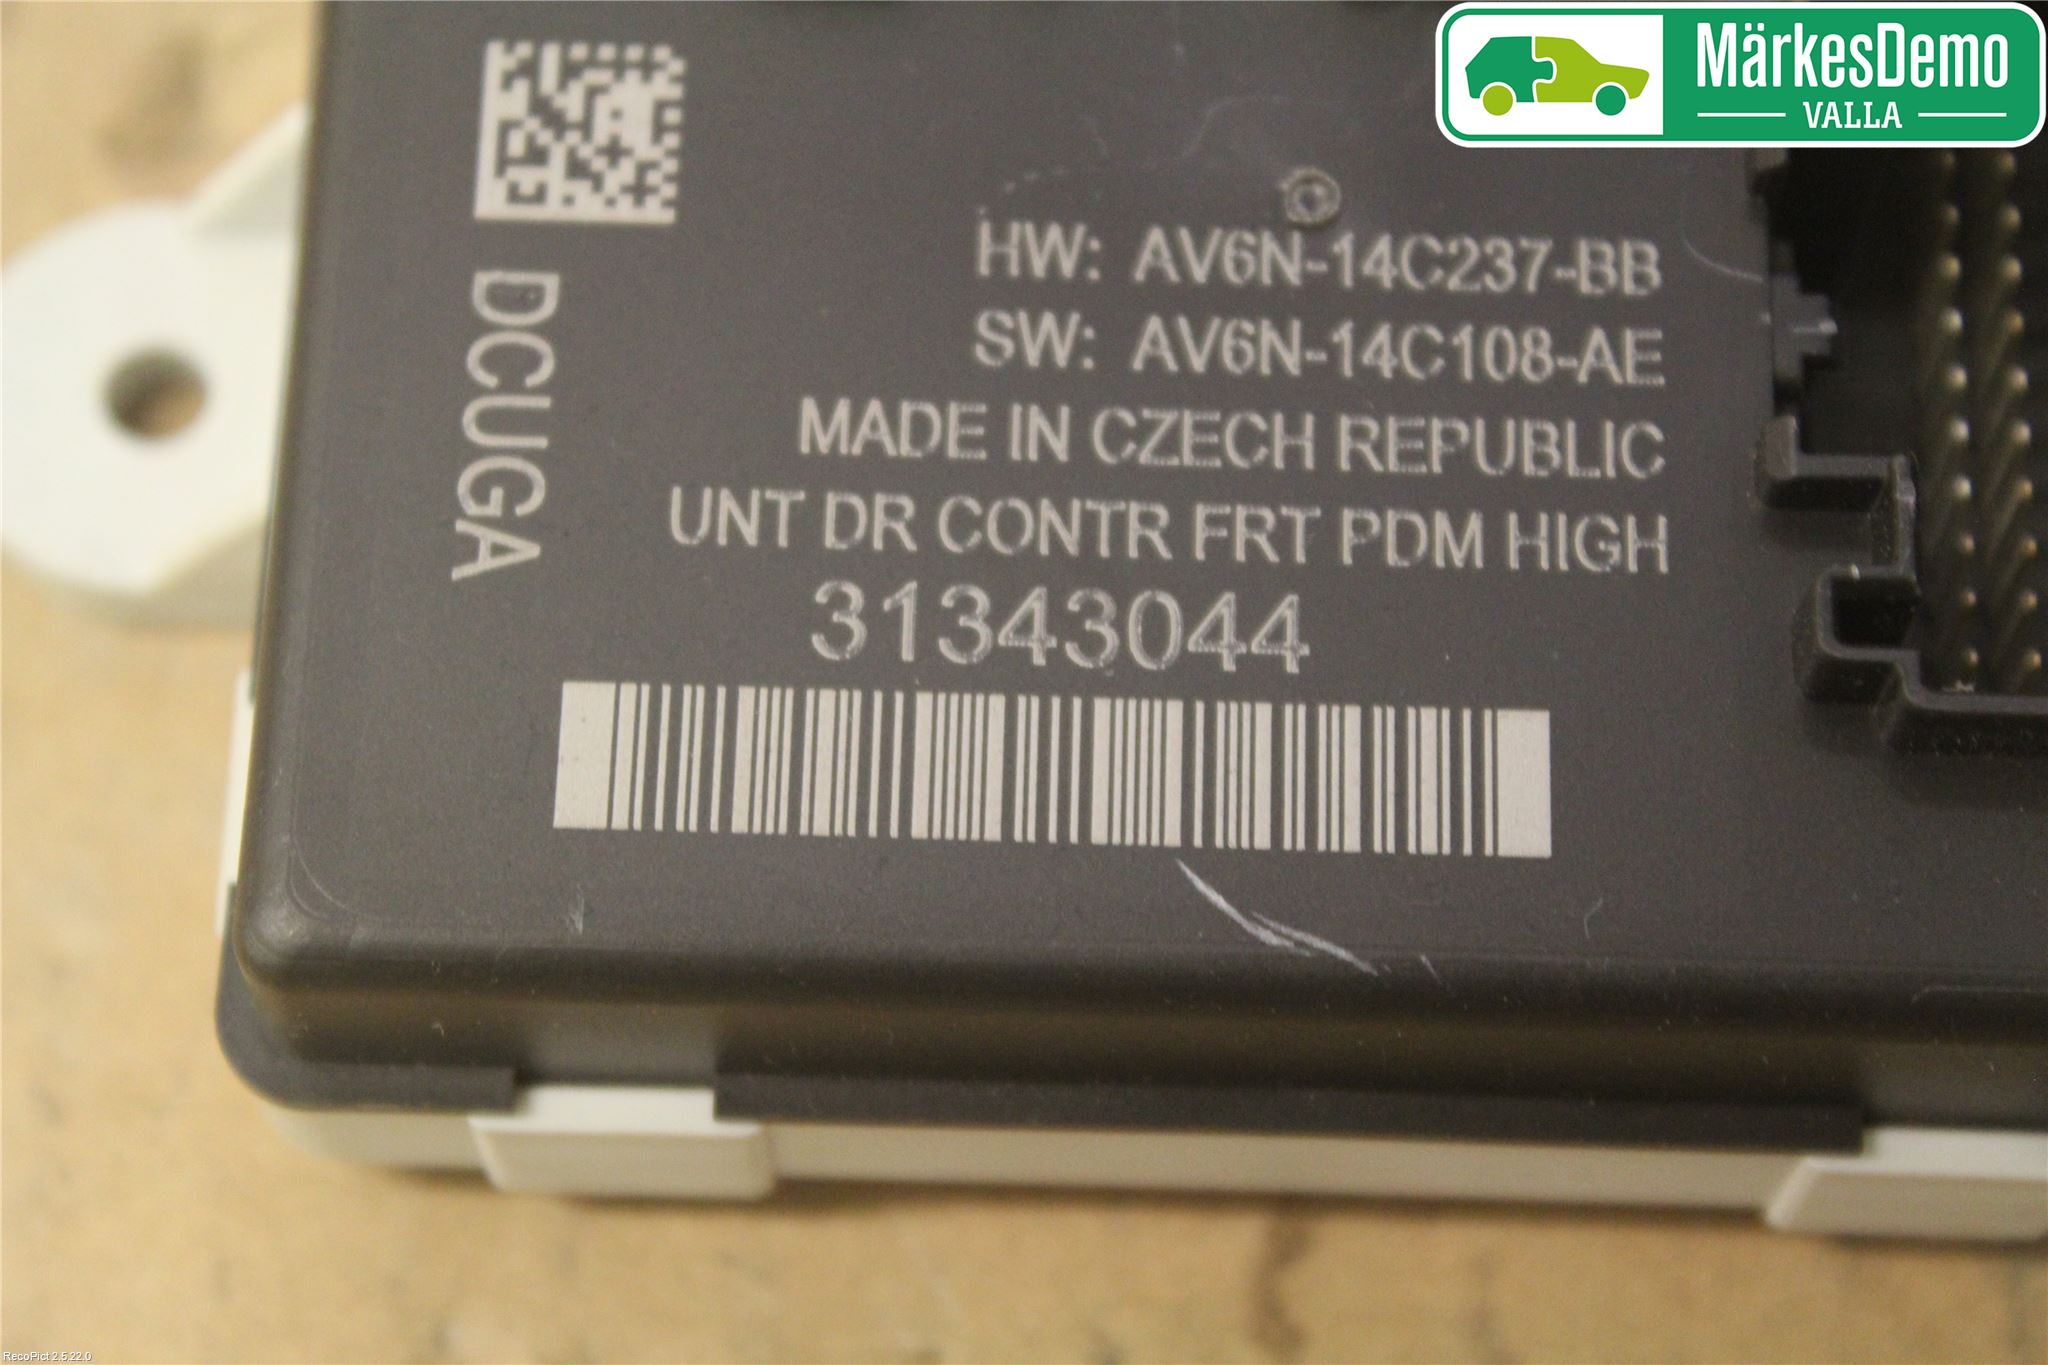 MärkesDemo
VALLA
DCUGA
HW: AV6N-14C237-BB
SW: AV6N-14C108-AE
MADE IN CZECH REPUBLIC
UNT DR CONTR FRT PDM HIGH
31343044
RecoPict 2.5.22.0